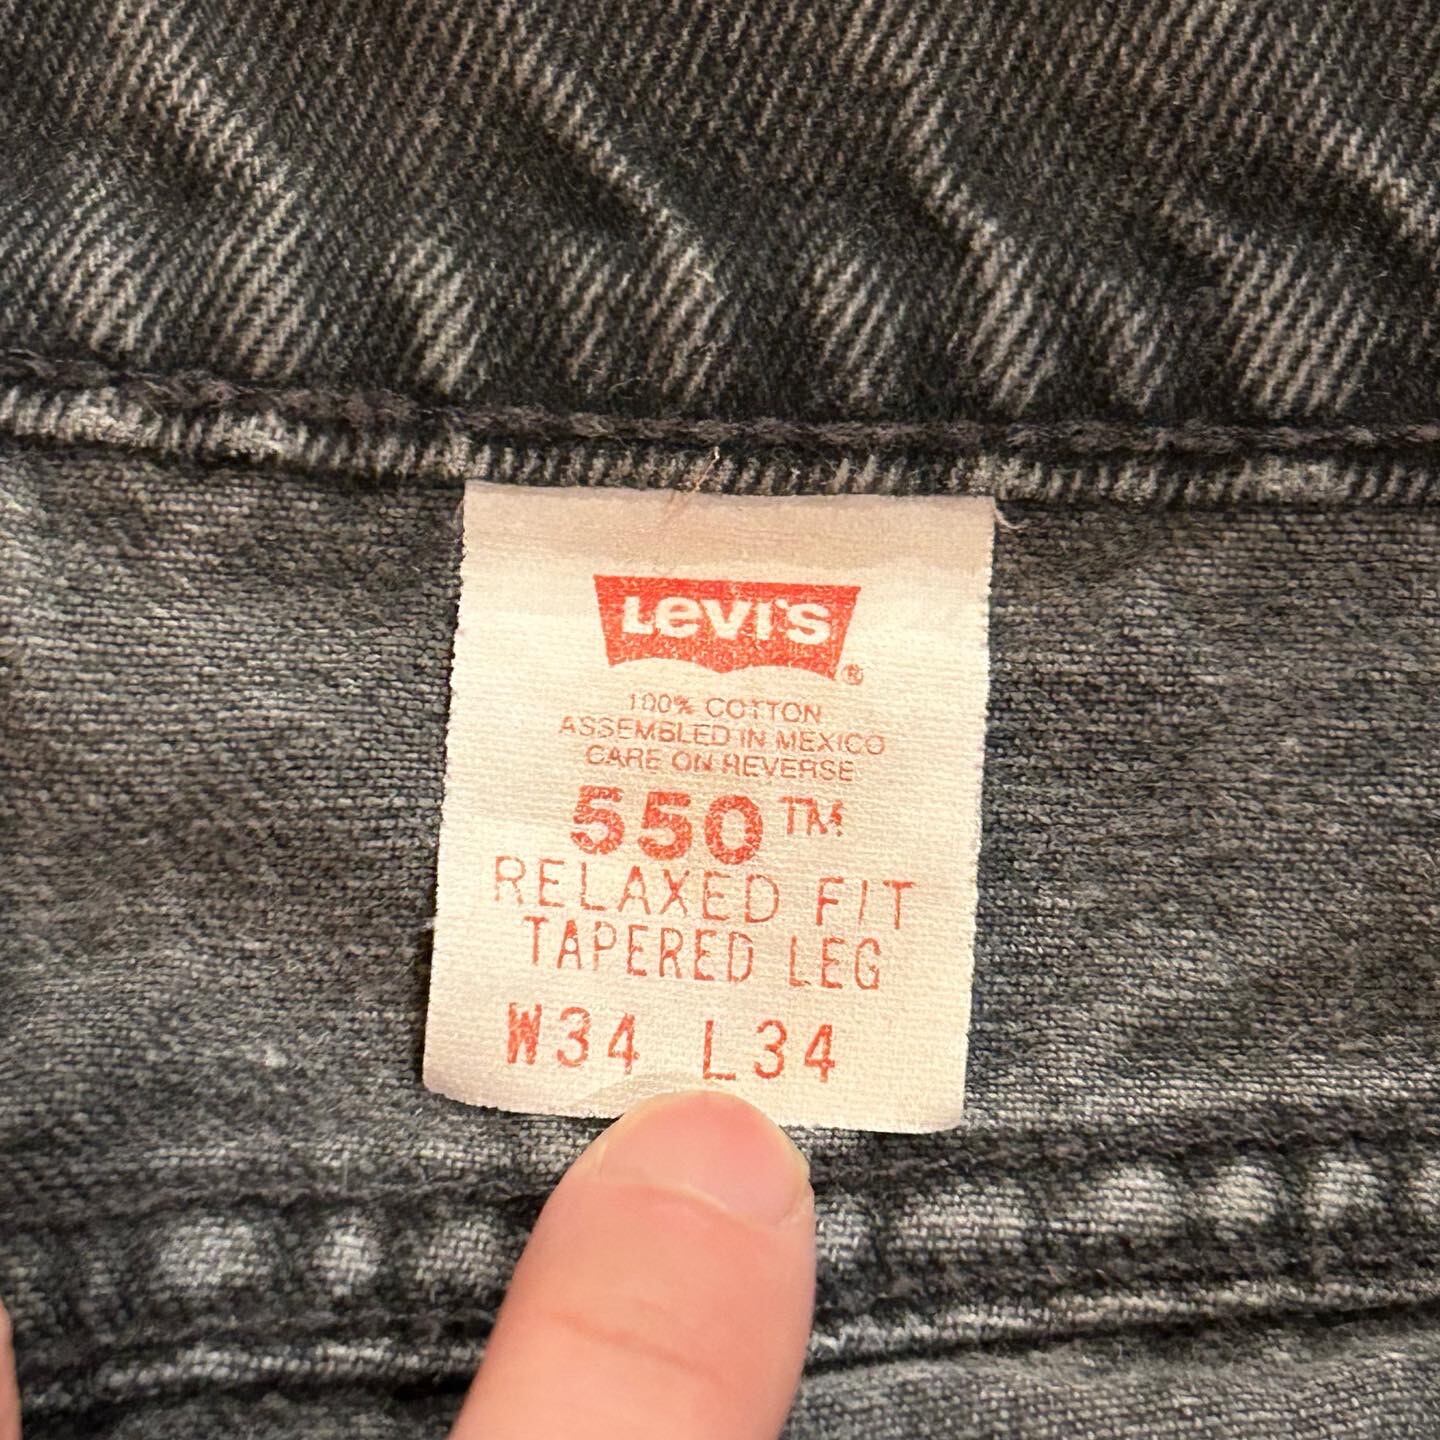 Levi's®
100% COTTON
ASSEMBLED IN MEXICO
CARE ON REVERSE
550™
RELAXED FIT
TAPERED LEG
W34 L34